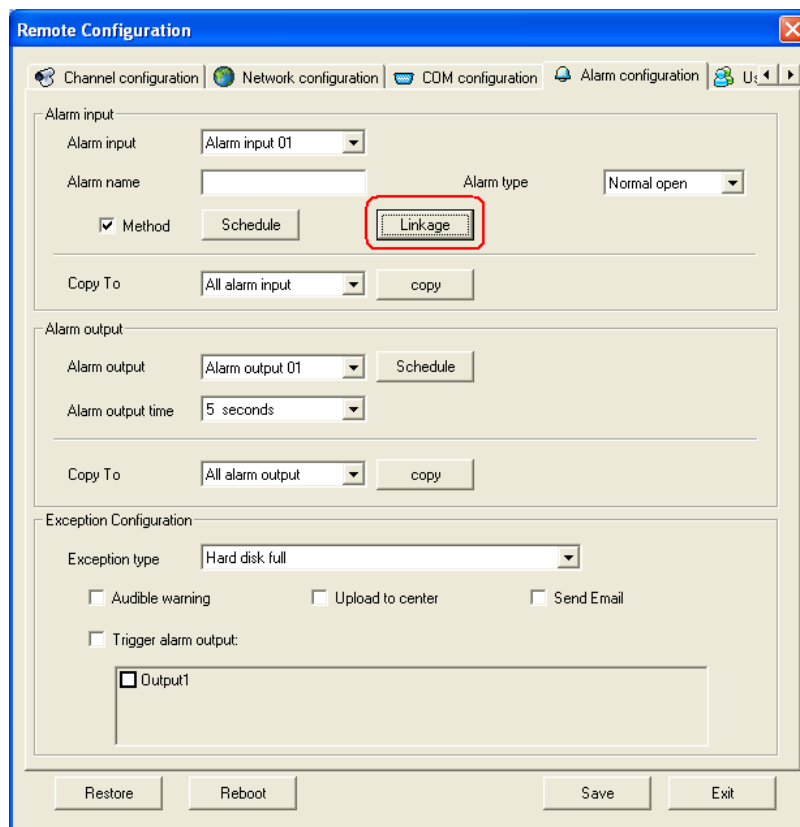 Remote Configuration
Channel configuration Network configuration COM configuration Alarm configuration Us
Alarm input
Alarm input Alarm input 01
Alarm name Alarm type Normal open
Method Schedule Linkage
Copy To All alarm input copy
Alarm output
Alarm output Alarm output 01 Schedule
Alarm output time 5 seconds
Copy To All alarm output copy
Exception Configuration
Exception type Hard disk full
Audible warning Upload to center Send Email
Trigger alarm output:
Output1
Restore Reboot Save Exit